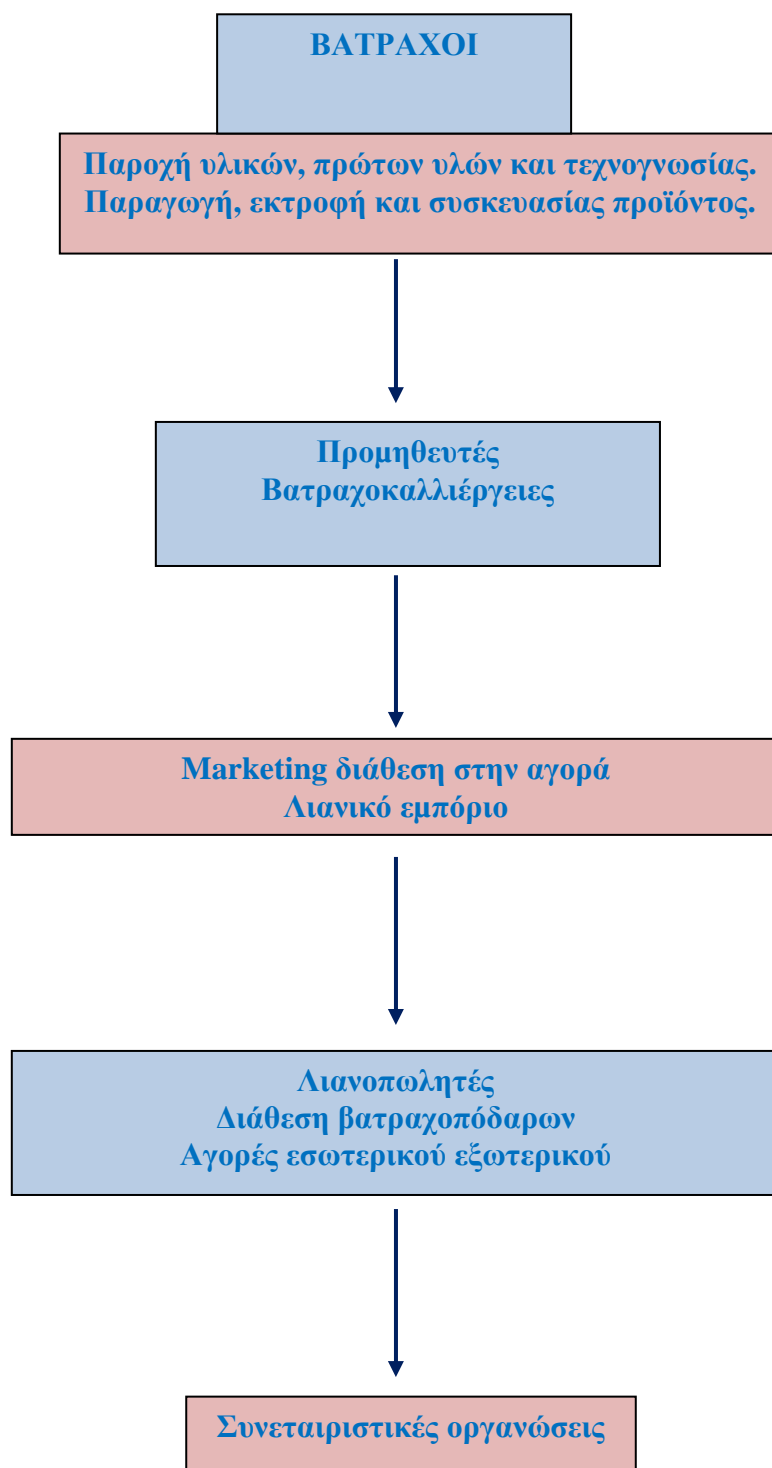 ΒΑΤΡΑΧΟΙ
Παροχή υλικών, πρώτων υλών και τεχνογνωσίας.
Παραγωγή, εκτροφή και συσκευασίας προϊόντος.
Προμηθευτές
Βατραχοκαλλιέργειες
Marketing διάθεση στην αγορά
Λιανικό εμπόριο
Λιανοπωλητές
Διάθεση βατραχοπόδαρων
Αγορές εσωτερικού εξωτερικού
Συνεταιριστικές οργανώσεις